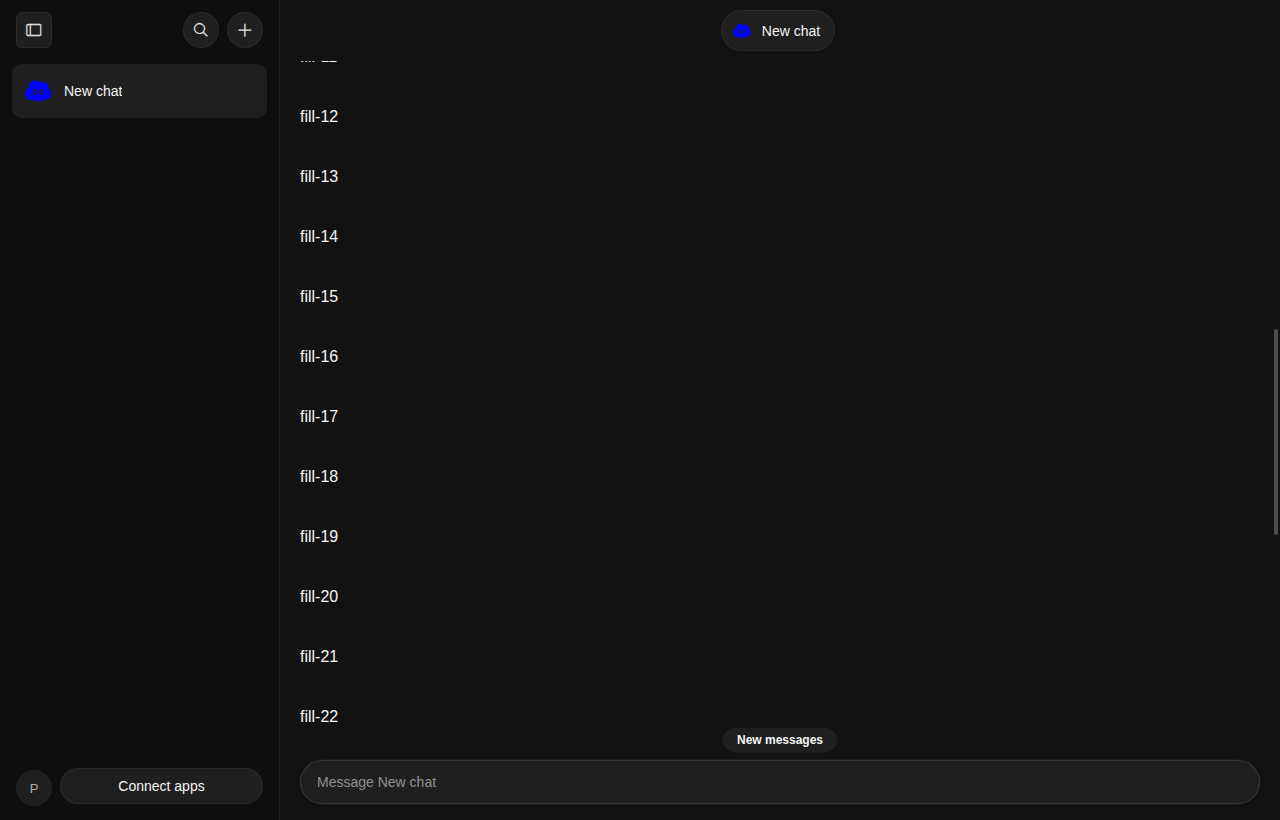 New chat
New chat
fill-12
fill-13
fill-14
fill-15
fill-16
fill-17
fill-18
fill-19
fill-20
fill-21
fill-22
New messages
Message New chat
P
Connect apps